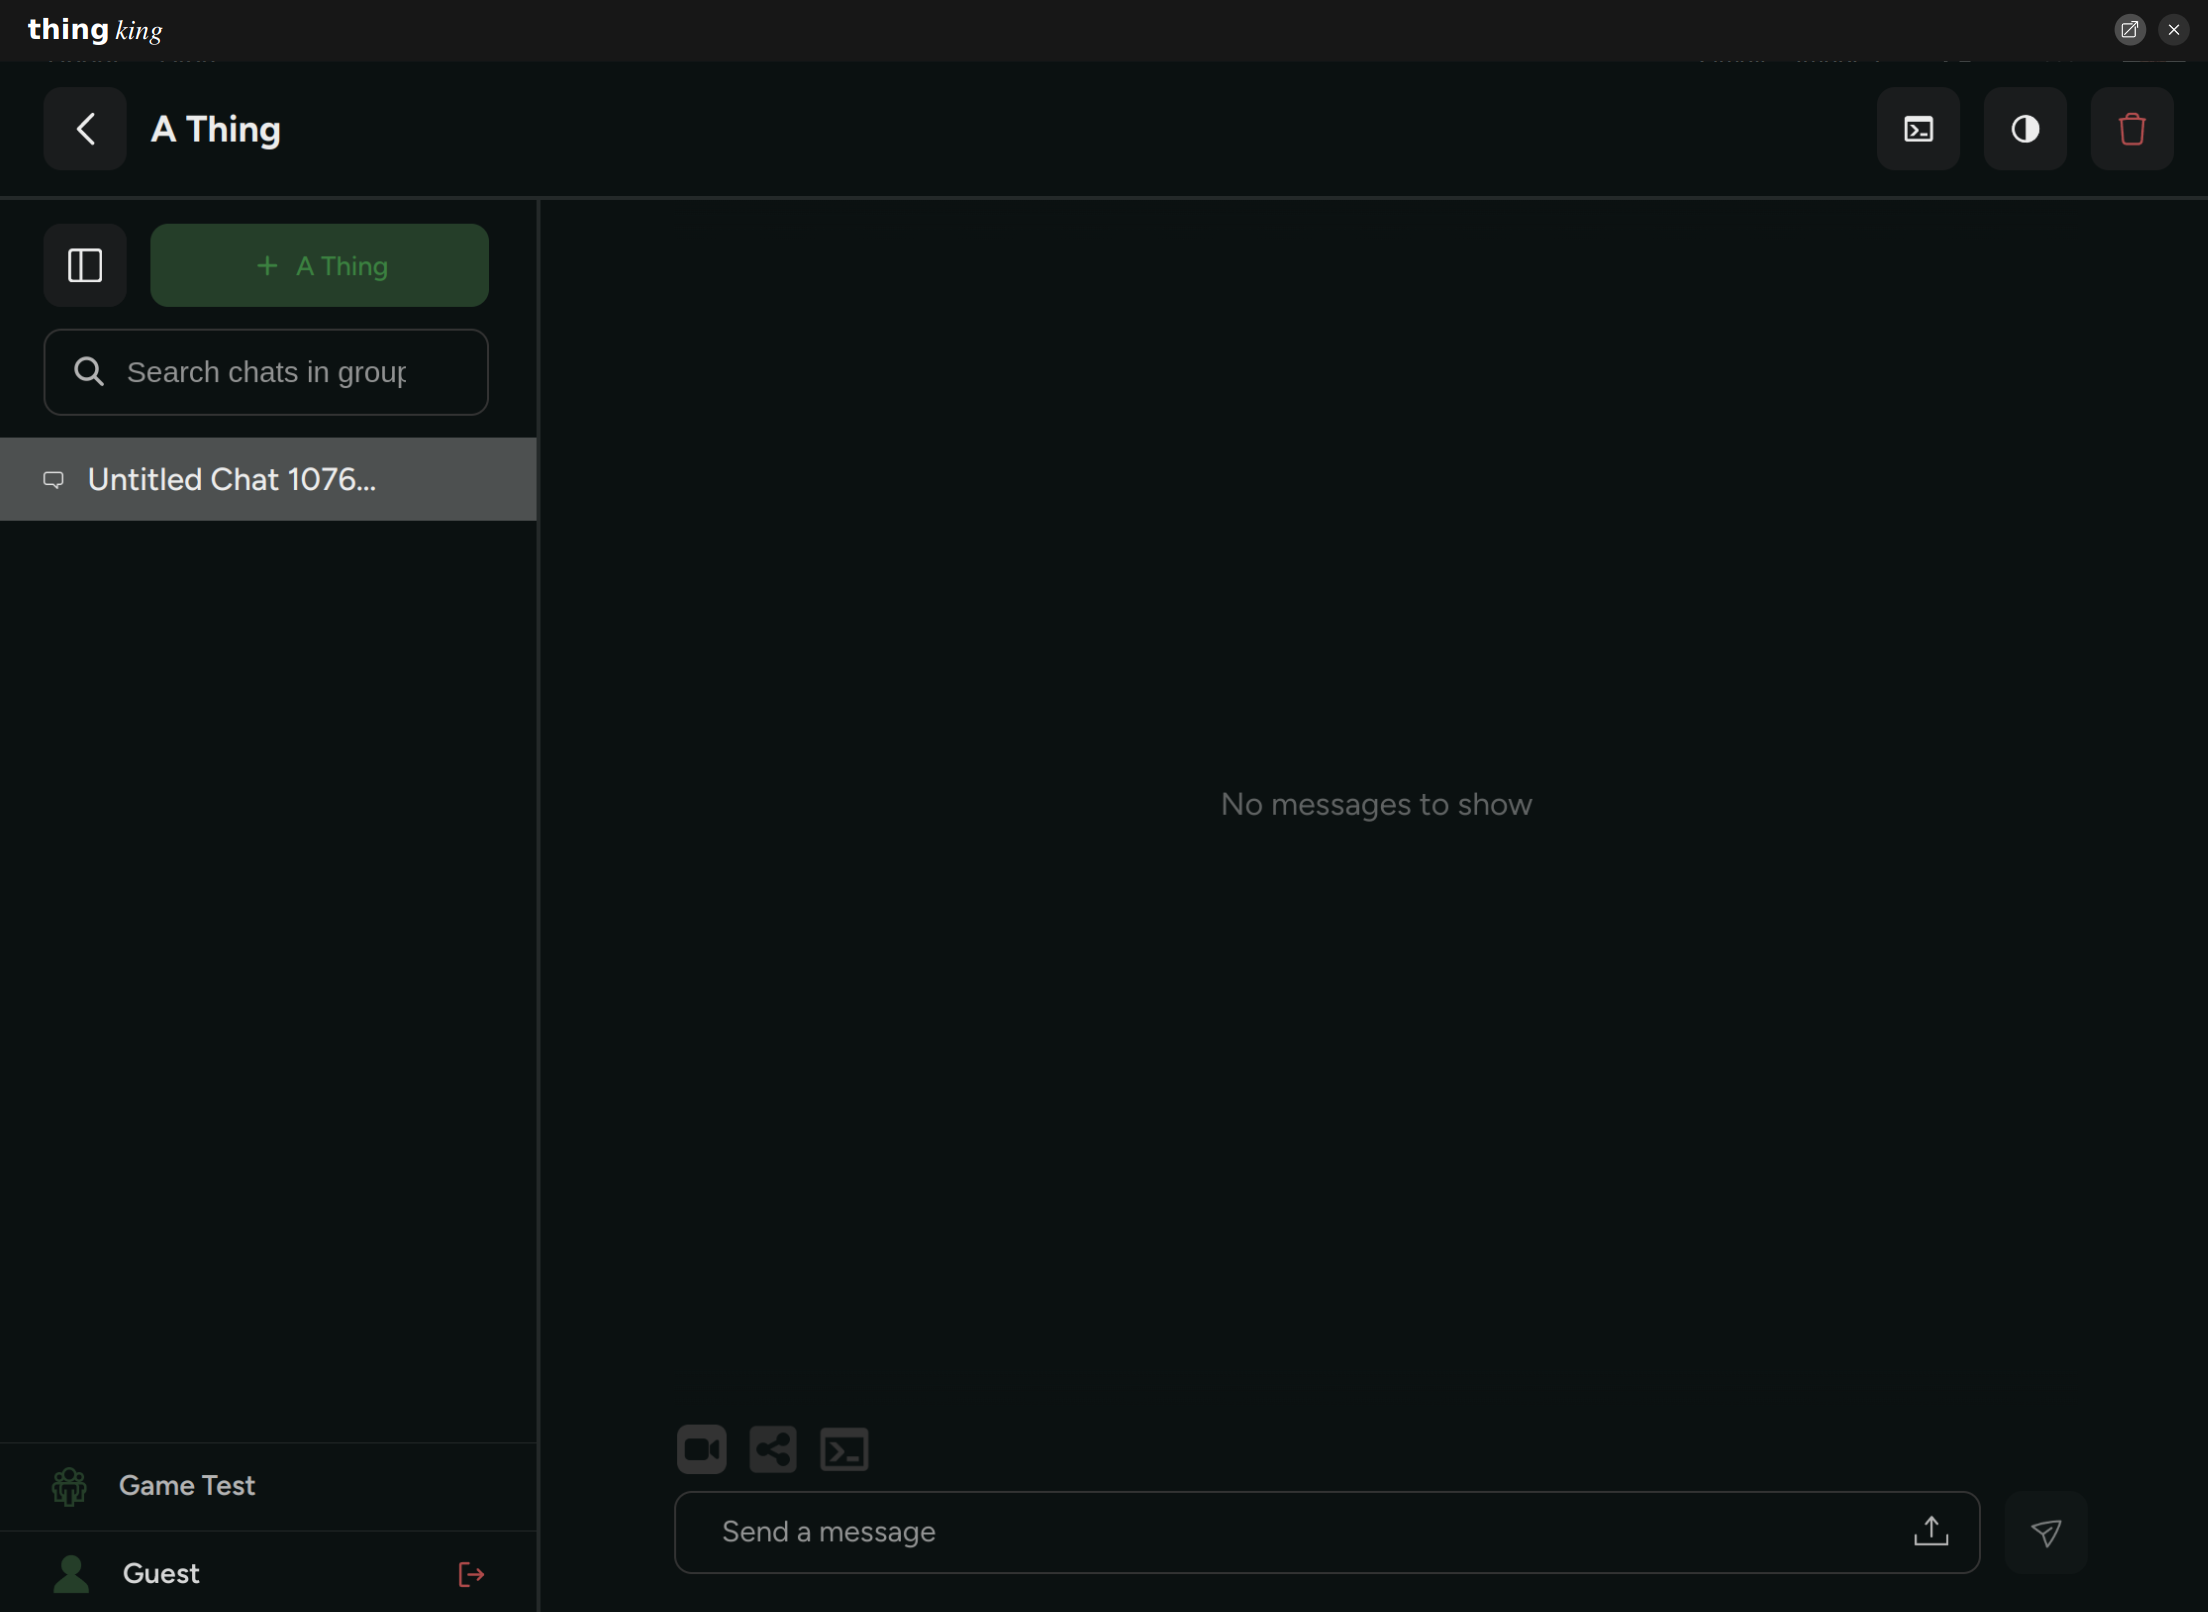 thing king
A Thing
+ A Thing
Search chats in group
Untitled Chat 1076...
No messages to show
Game Test
Send a message
Guest